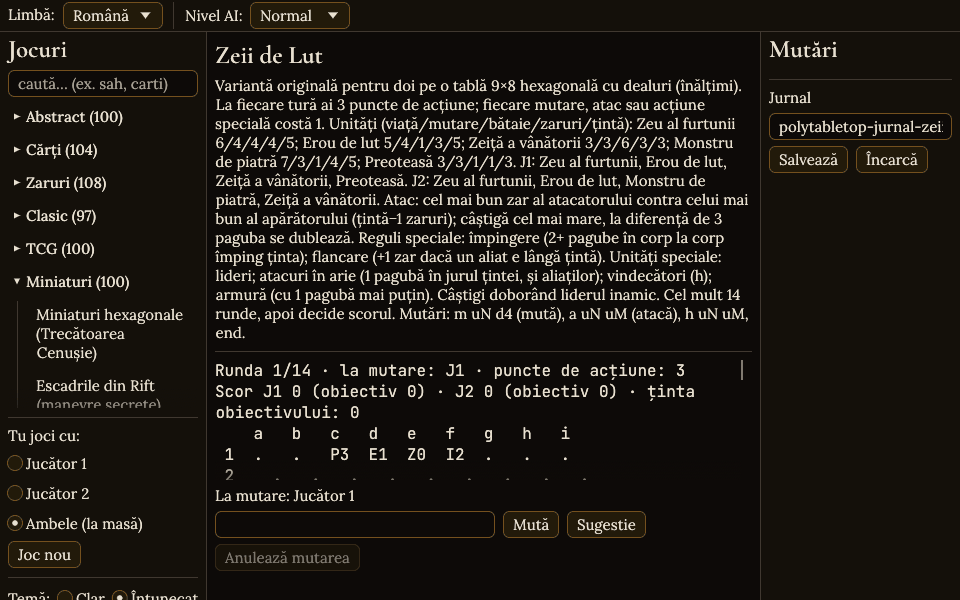 Limbă: Română ▼ Nivel AI: Normal ▼
Jocuri
caută... (ex. sah, carti)
▸ Abstract (100)
▸ Cărți (104)
▸ Zaruri (108)
▸ Clasic (97)
▸ TCG (100)
▾ Miniaturi (100)
Miniaturi hexagonale
(Trecătoarea
Cenușie)
Escadrile din Rift
(manevre secrete)
Tu joci cu:
Jucător 1
Jucător 2
Ambele (la masă)
Joc nou
Temă: Clar Întunecat
Zeii de Lut
Variantă originală pentru doi pe o tablă 9×8 hexagonală cu dealuri (înălțimi).
La fiecare tură ai 3 puncte de acțiune; fiecare mutare, atac sau acțiune
specială costă 1. Unități (viață/mutare/bătaie/zaruri/țintă): Zeu al furtunii
6/4/4/4/5; Erou de lut 5/4/1/3/5; Zeiță a vânătorii 3/3/6/3/3; Monstru
de piatră 7/3/1/4/5; Preoteasă 3/3/1/1/3. J1: Zeu al furtunii, Erou de lut,
Zeiță a vânătorii, Preoteasă. J2: Zeu al furtunii, Erou de lut, Monstru de
piatră, Zeiță a vânătorii. Atac: cel mai bun zar al atacatorului contra celui mai
bun al apărătorului (țintă−1 zaruri); câștigă cel mai mare, la diferență de 3
paguba se dublează. Reguli speciale: împingere (2+ pagube în corp la corp
împing ținta); flancare (+1 zar dacă un aliat e lângă țintă). Unități speciale:
lideri; atacuri în arie (1 pagubă în jurul țintei, și aliaților); vindecători (h);
armură (cu 1 pagubă mai puțin). Câștigi doborând liderul inamic. Cel mult 14
runde, apoi decide scorul. Mutări: m uN d4 (mută), a uN uM (atacă), h uN uM,
end.
Runda 1/14 · la mutare: J1 · puncte de acțiune: 3
Scor J1 0 (obiectiv 0) · J2 0 (obiectiv 0) · ținta
obiectivului: 0
a b c d e f g h i
1 . . P3 E1 Z0 I2 . . .
2 . . . . . . . . .
La mutare: Jucător 1
Mută Sugestie
Anulează mutarea
Mutări
Jurnal
polytabletop-jurnal-zei
Salvează Încarcă